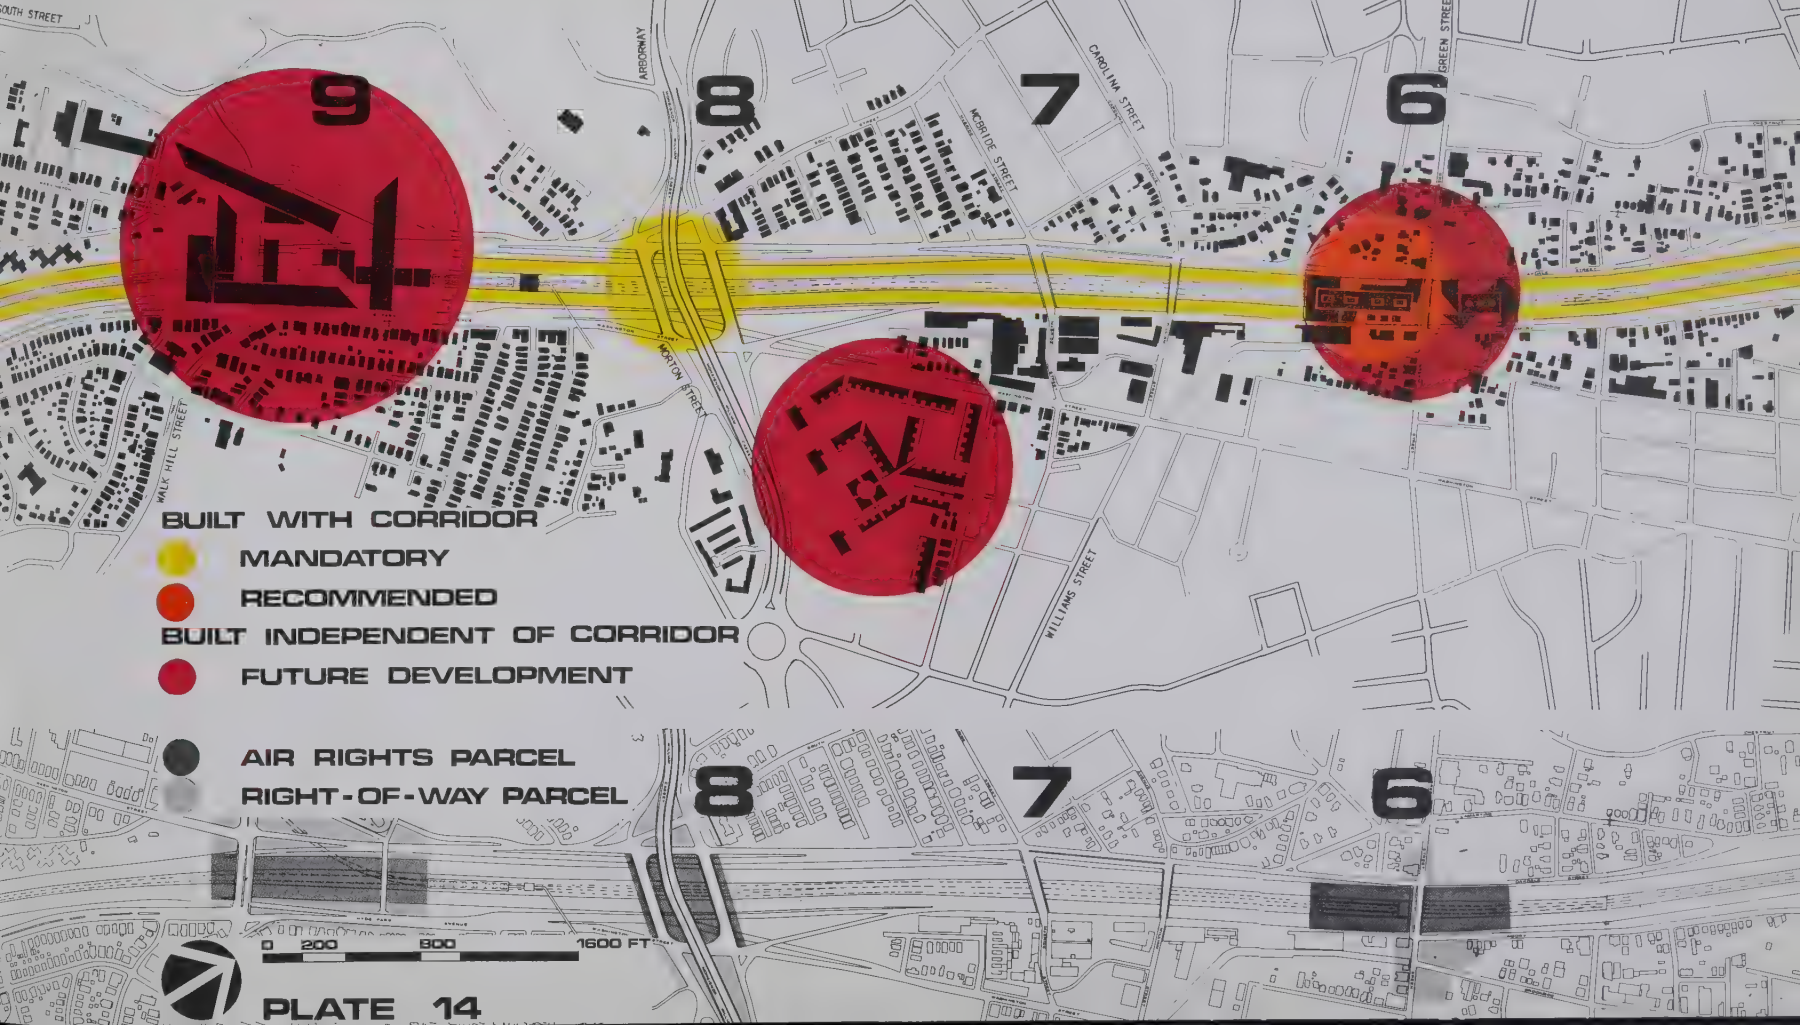 SOUTH STREET
ARBORWAY
CAROLINA STREET
MCBRIDE STREET
GREEN STREET
9
8
7
6
MORTON STREET
WALK HILL STREET
WILLIAMS STREET
BUILT WITH CORRIDOR
MANDATORY
RECOMMENDED
BUILT INDEPENDENT OF CORRIDOR
FUTURE DEVELOPMENT
AIR RIGHTS PARCEL
RIGHT-OF-WAY PARCEL
8
7
6
0 200 800 1600 FT
PLATE 14